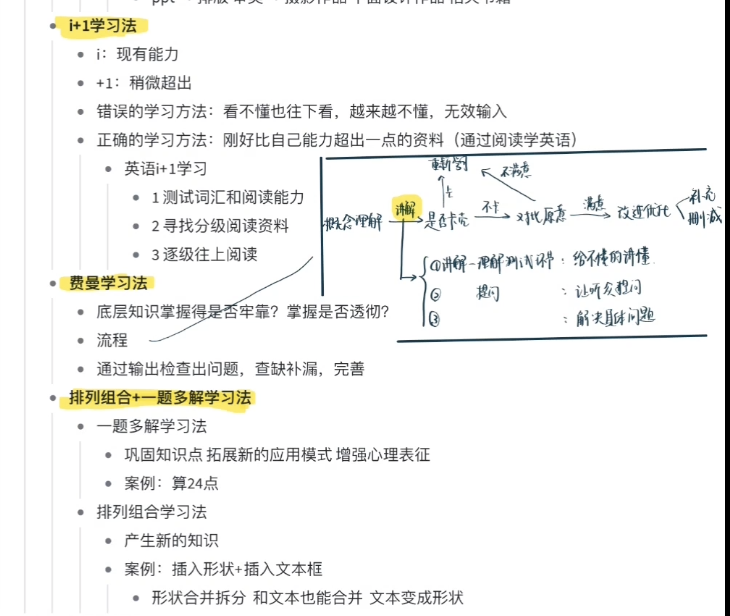 i+1学习法
i：现有能力
+1：稍微超出
错误的学习方法：看不懂也往下看，越来越不懂，无效输入
正确的学习方法：刚好比自己能力超出一点的资料（通过阅读学英语）
英语i+1学习
1 测试词汇和阅读能力
2 寻找分级阅读资料
3 逐级往上阅读
重新学习
不满意
卡
概念理解
讲解
是否卡壳
不卡
对比原意
满意
改进优化
补充
删减
①讲解-理解测试闭环：给不懂的讲懂
② 提问：让听众提问
③ ：解决具体问题
费曼学习法
底层知识掌握得是否牢靠？掌握是否透彻？
流程
通过输出检查出问题，查缺补漏，完善
排列组合+一题多解学习法
一题多解学习法
巩固知识点 拓展新的应用模式 增强心理表征
案例：算24点
排列组合学习法
产生新的知识
案例：插入形状+插入文本框
形状合并拆分 和文本也能合并 文本变成形状